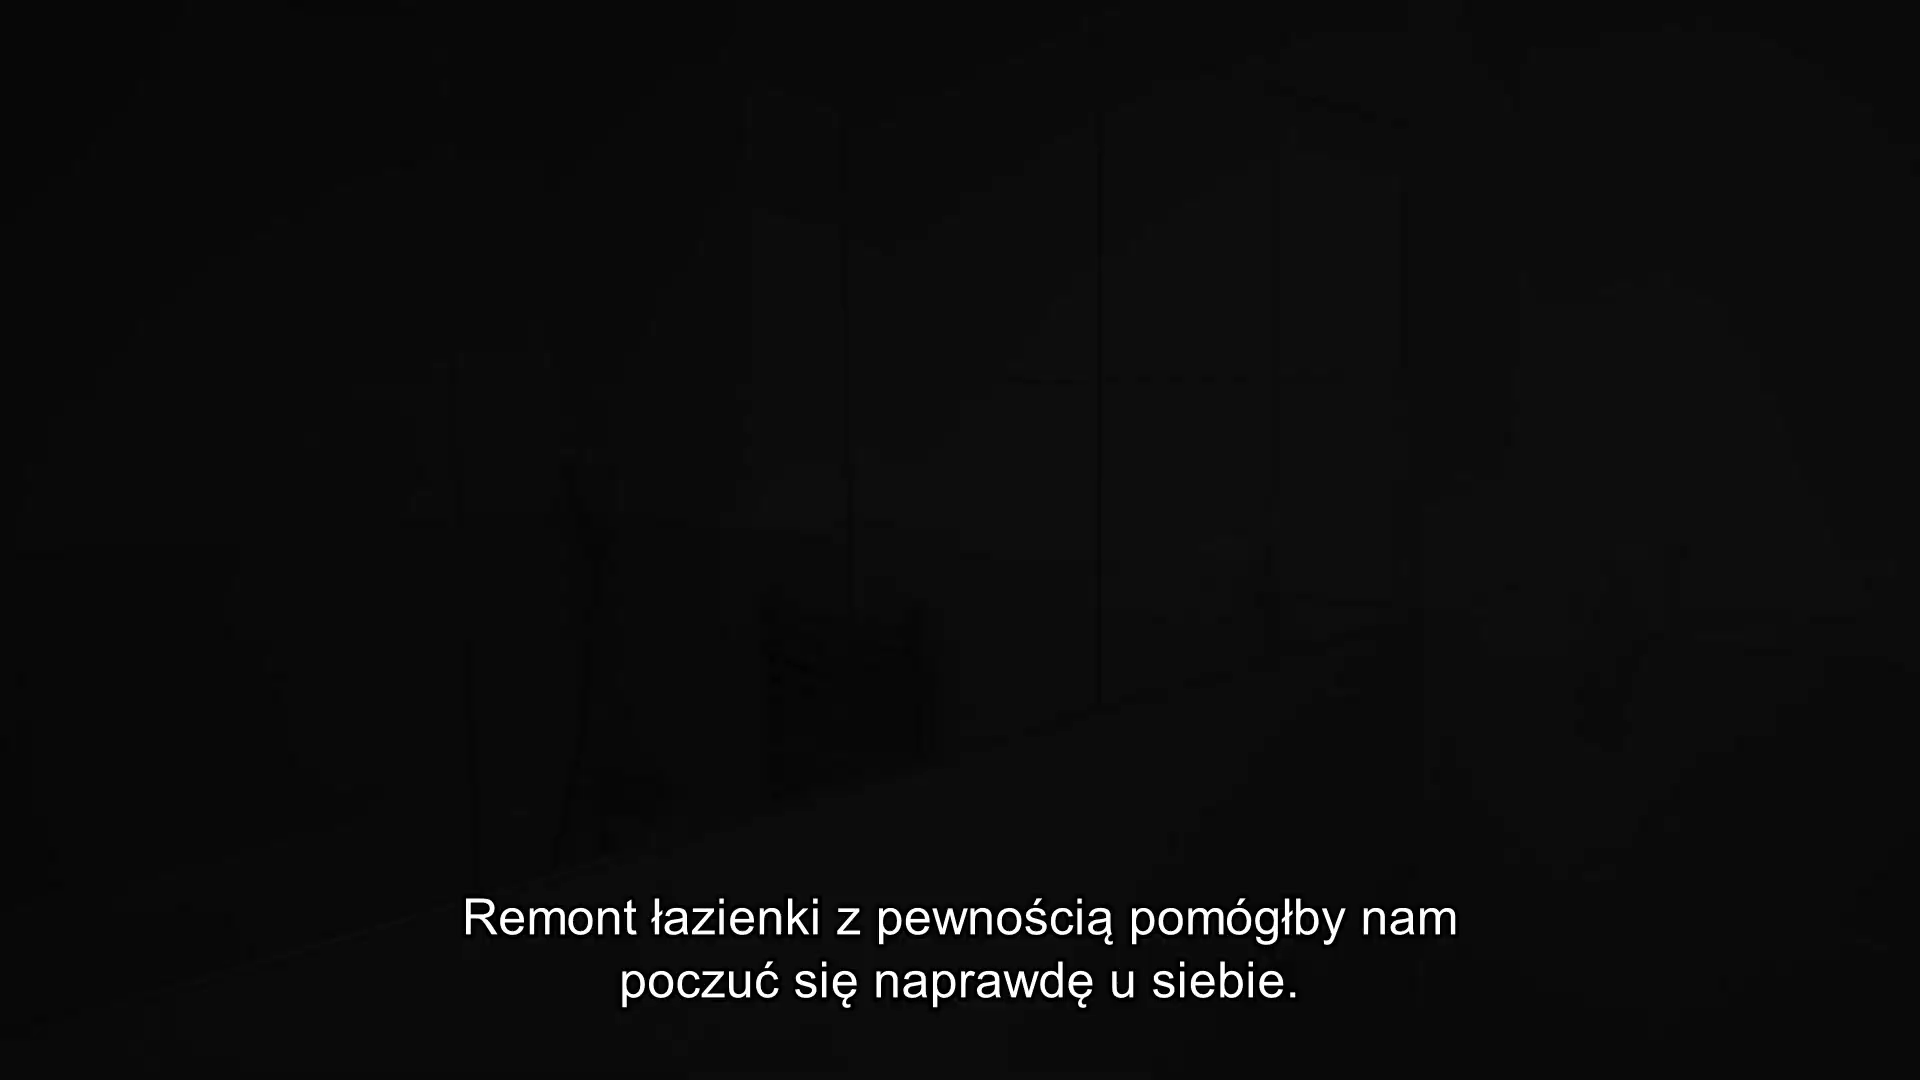 Remont łazienki z pewnością pomógłby nam
poczuć się naprawdę u siebie.